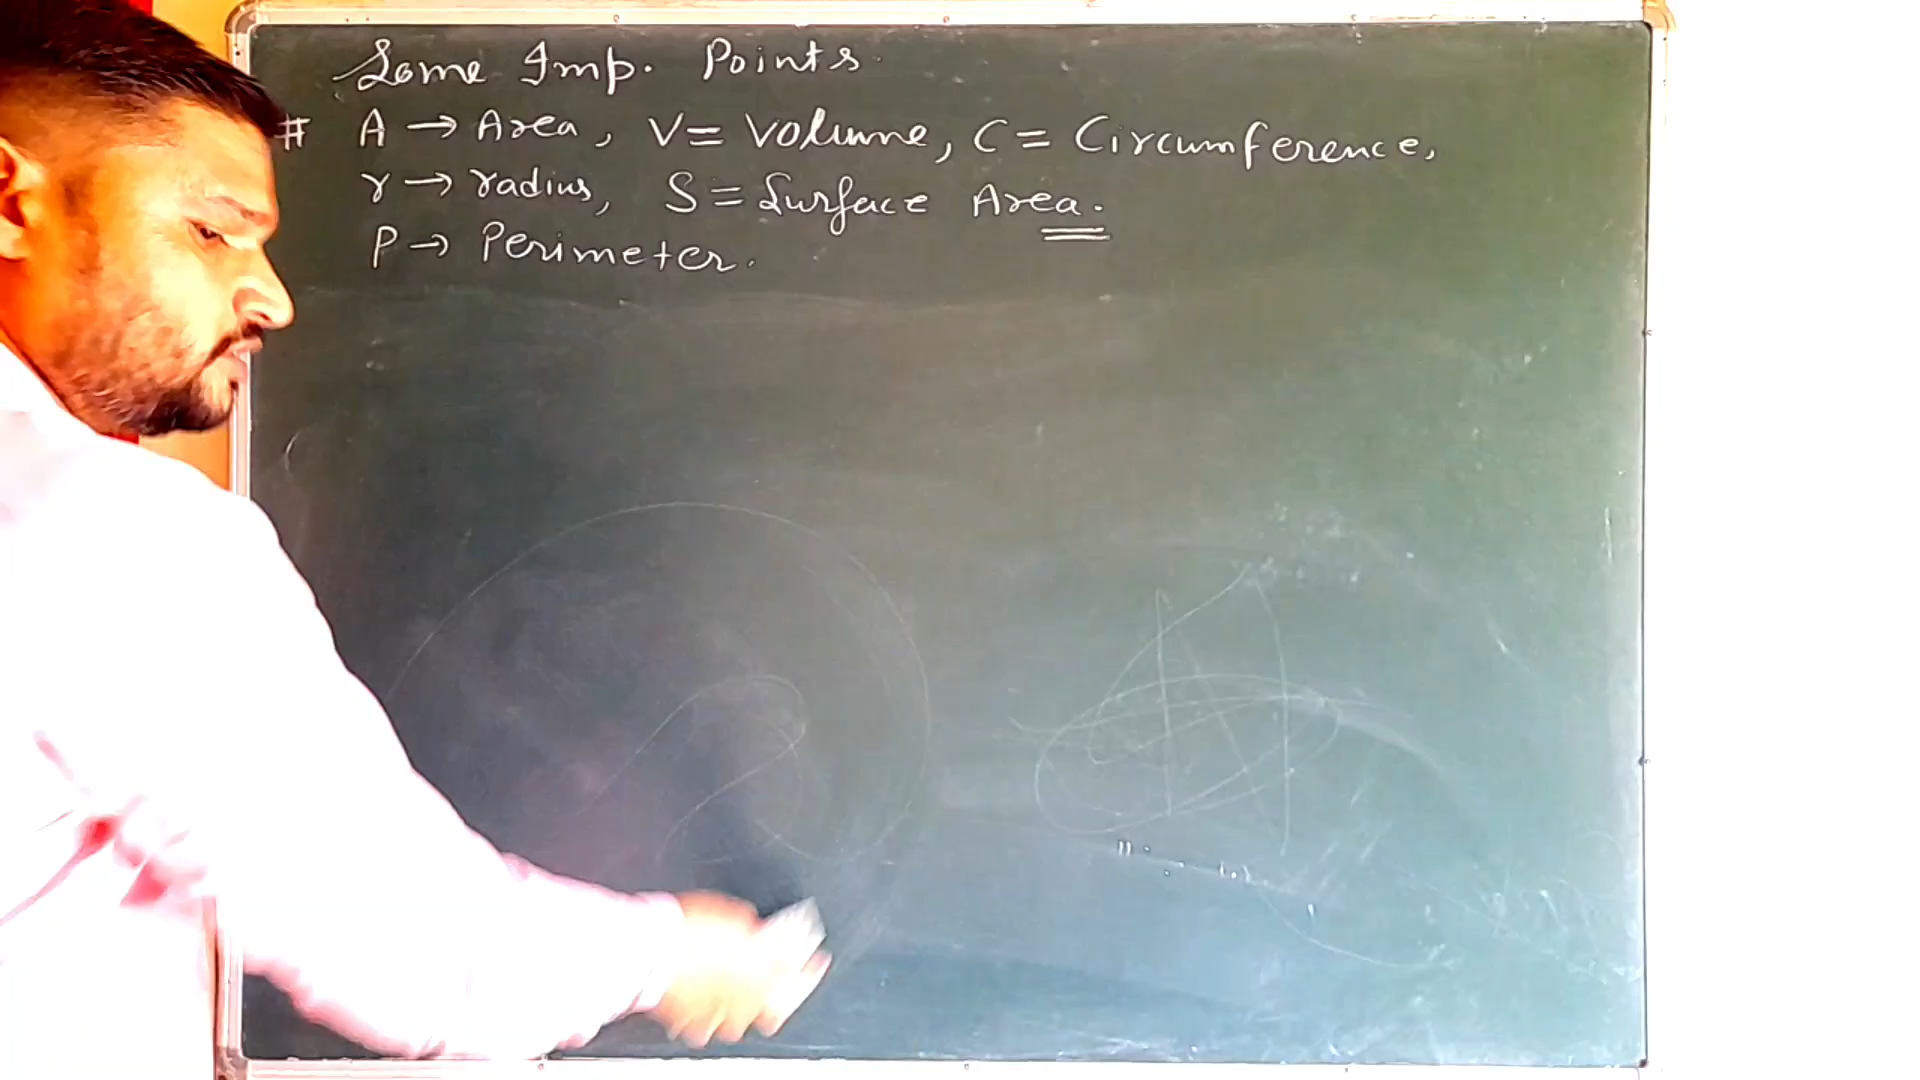 Some Imp. Points.
# A → Area, V = Volume, C = Circumference,
r → radius, S = Surface Area.
P → Perimeter.